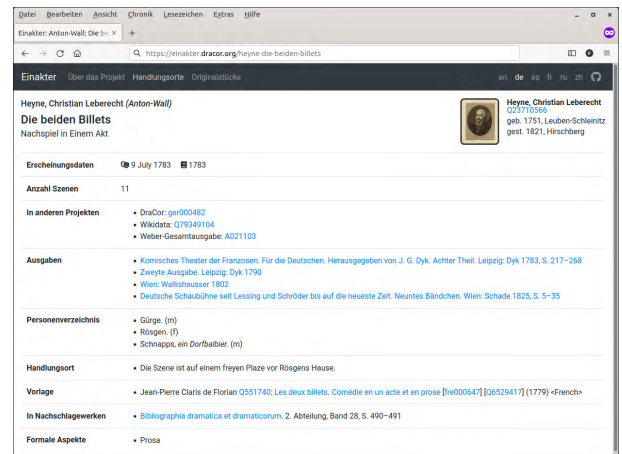 Datei Bearbeiten Ansicht Chronik Lesezeichen Extras Hilfe
Einakter: Anton-Wall: Die be
https://einakter.dracor.org/heyne-die-beiden-billets
Einakter Über das Projekt Handlungsorte Originalstücke en de es fr ru zh
Heyne, Christian Leberecht (Anton-Wall)
Die beiden Billets
Nachspiel in Einem Akt
Heyne, Christian Leberecht
Q23710566
geb. 1751, Leuben-Schleinitz
gest. 1821, Hirschberg
Erscheinungsdaten 9 July 1783 1783
Anzahl Szenen 11
In anderen Projekten • DraCor: ger000482
• Wikidata: Q79349104
• Weber-Gesamtausgabe: A021103
Ausgaben • Komisches Theater der Franzosen. Für die Deutschen. Herausgegeben von J. G. Dyk. Achter Theil. Leipzig: Dyk 1783, S. 217–268
• Zweyte Ausgabe. Leipzig: Dyk 1790
• Wien: Wallishausser 1802
• Deutsche Schaubühne seit Lessing und Schröder bis auf die neueste Zeit. Neuntes Bändchen. Wien: Schade 1825, S. 5–35
Personenverzeichnis • Gürge. (m)
• Rösgen. (f)
• Schnapps, ein Dorfbalbier. (m)
Handlungsort • Die Szene ist auf einem freyen Plaze vor Rösgens Hause.
Vorlage • Jean-Pierre Claris de Florian Q551740: Les deux billets. Comédie en un acte et en prose [fre000647] [Q6529417] (1779) <French>
In Nachschlagewerken • Bibliographia dramatica et dramaticorum. 2. Abteilung, Band 28, S. 490–491
Formale Aspekte • Prosa